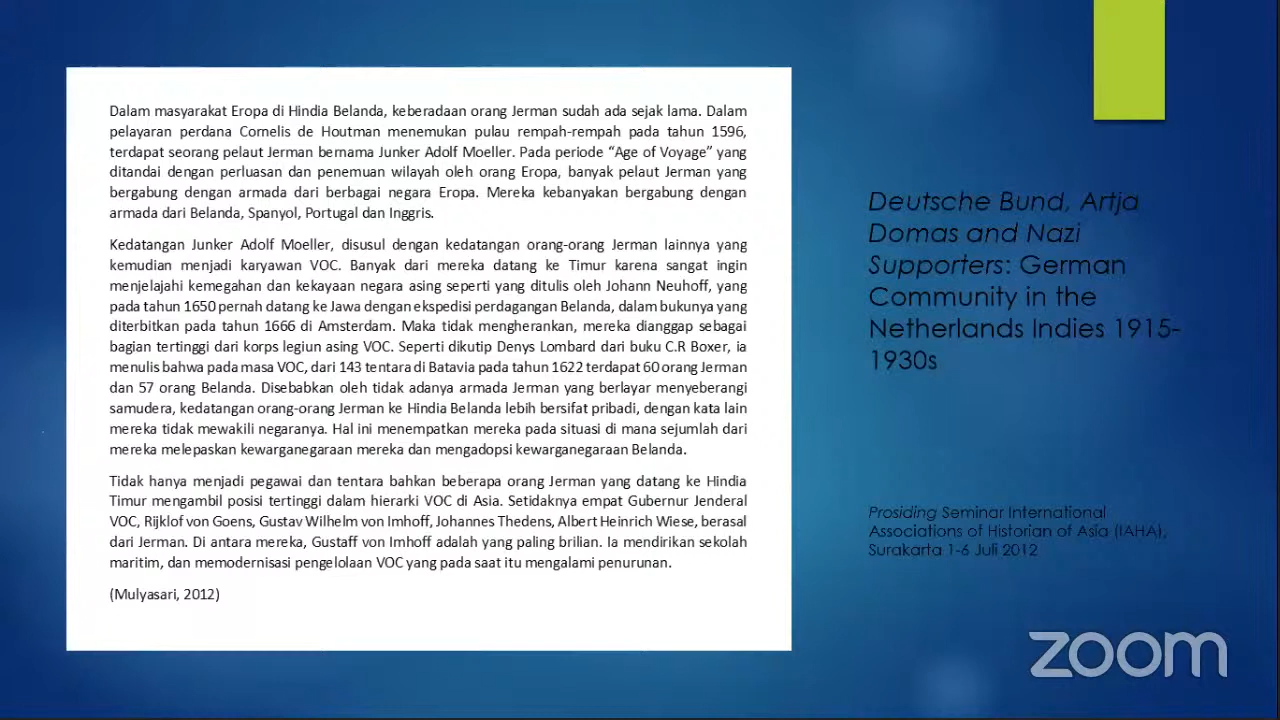 Dalam masyarakat Eropa di Hindia Belanda, keberadaan orang Jerman sudah ada sejak lama. Dalam
pelayaran perdana Cornelis de Houtman menemukan pulau rempah-rempah pada tahun 1596,
terdapat seorang pelaut Jerman bernama Junker Adolf Moeller. Pada periode “Age of Voyage” yang
ditandai dengan perluasan dan penemuan wilayah oleh orang Eropa, banyak pelaut Jerman yang
bergabung dengan armada dari berbagai negara Eropa. Mereka kebanyakan bergabung dengan
armada dari Belanda, Spanyol, Portugal dan Inggris.
Kedatangan Junker Adolf Moeller, disusul dengan kedatangan orang-orang Jerman lainnya yang
kemudian menjadi karyawan VOC. Banyak dari mereka datang ke Timur karena sangat ingin
menjelajahi kemegahan dan kekayaan negara asing seperti yang ditulis oleh Johann Neuhoff, yang
pada tahun 1650 pernah datang ke Jawa dengan ekspedisi perdagangan Belanda, dalam bukunya yang
diterbitkan pada tahun 1666 di Amsterdam. Maka tidak mengherankan, mereka dianggap sebagai
bagian tertinggi dari korps legiun asing VOC. Seperti dikutip Denys Lombard dari buku C.R Boxer, ia
menulis bahwa pada masa VOC, dari 143 tentara di Batavia pada tahun 1622 terdapat 60 orang Jerman
dan 57 orang Belanda. Disebabkan oleh tidak adanya armada Jerman yang berlayar menyeberangi
samudera, kedatangan orang-orang Jerman ke Hindia Belanda lebih bersifat pribadi, dengan kata lain
mereka tidak mewakili negaranya. Hal ini menempatkan mereka pada situasi di mana sejumlah dari
mereka melepaskan kewarganegaraan mereka dan mengadopsi kewarganegaraan Belanda.
Tidak hanya menjadi pegawai dan tentara bahkan beberapa orang Jerman yang datang ke Hindia
Timur mengambil posisi tertinggi dalam hierarki VOC di Asia. Setidaknya empat Gubernur Jenderal
VOC, Rijklof von Goens, Gustav Wilhelm von Imhoff, Johannes Thedens, Albert Heinrich Wiese, berasal
dari Jerman. Di antara mereka, Gustaff von Imhoff adalah yang paling brilian. Ia mendirikan sekolah
maritim, dan memodernisasi pengelolaan VOC yang pada saat itu mengalami penurunan.
(Mulyasari, 2012)
Deutsche Bund, Artja
Domas and Nazi
Supporters: German
Community in the
Netherlands Indies 1915-
1930s
Prosiding Seminar International
Associations of Historian of Asia (IAHA),
Surakarta 1-6 Juli 2012
zoom